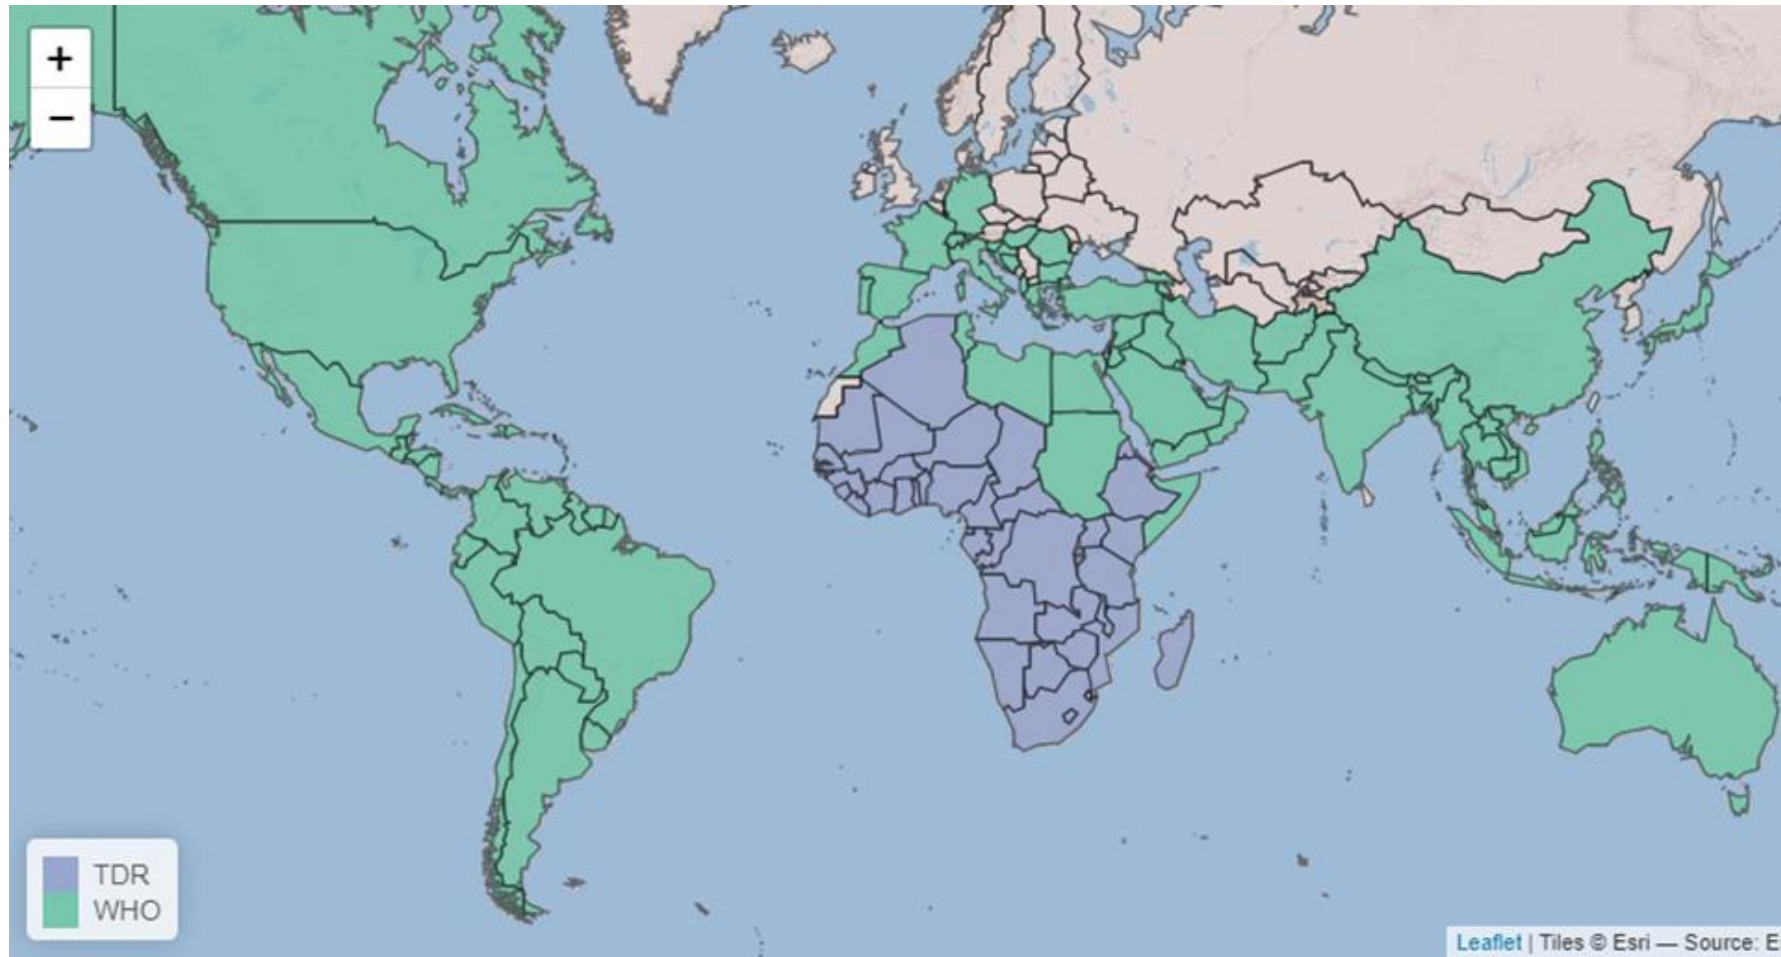 +
−
TDR
WHO
Leaflet | Tiles © Esri — Source: E